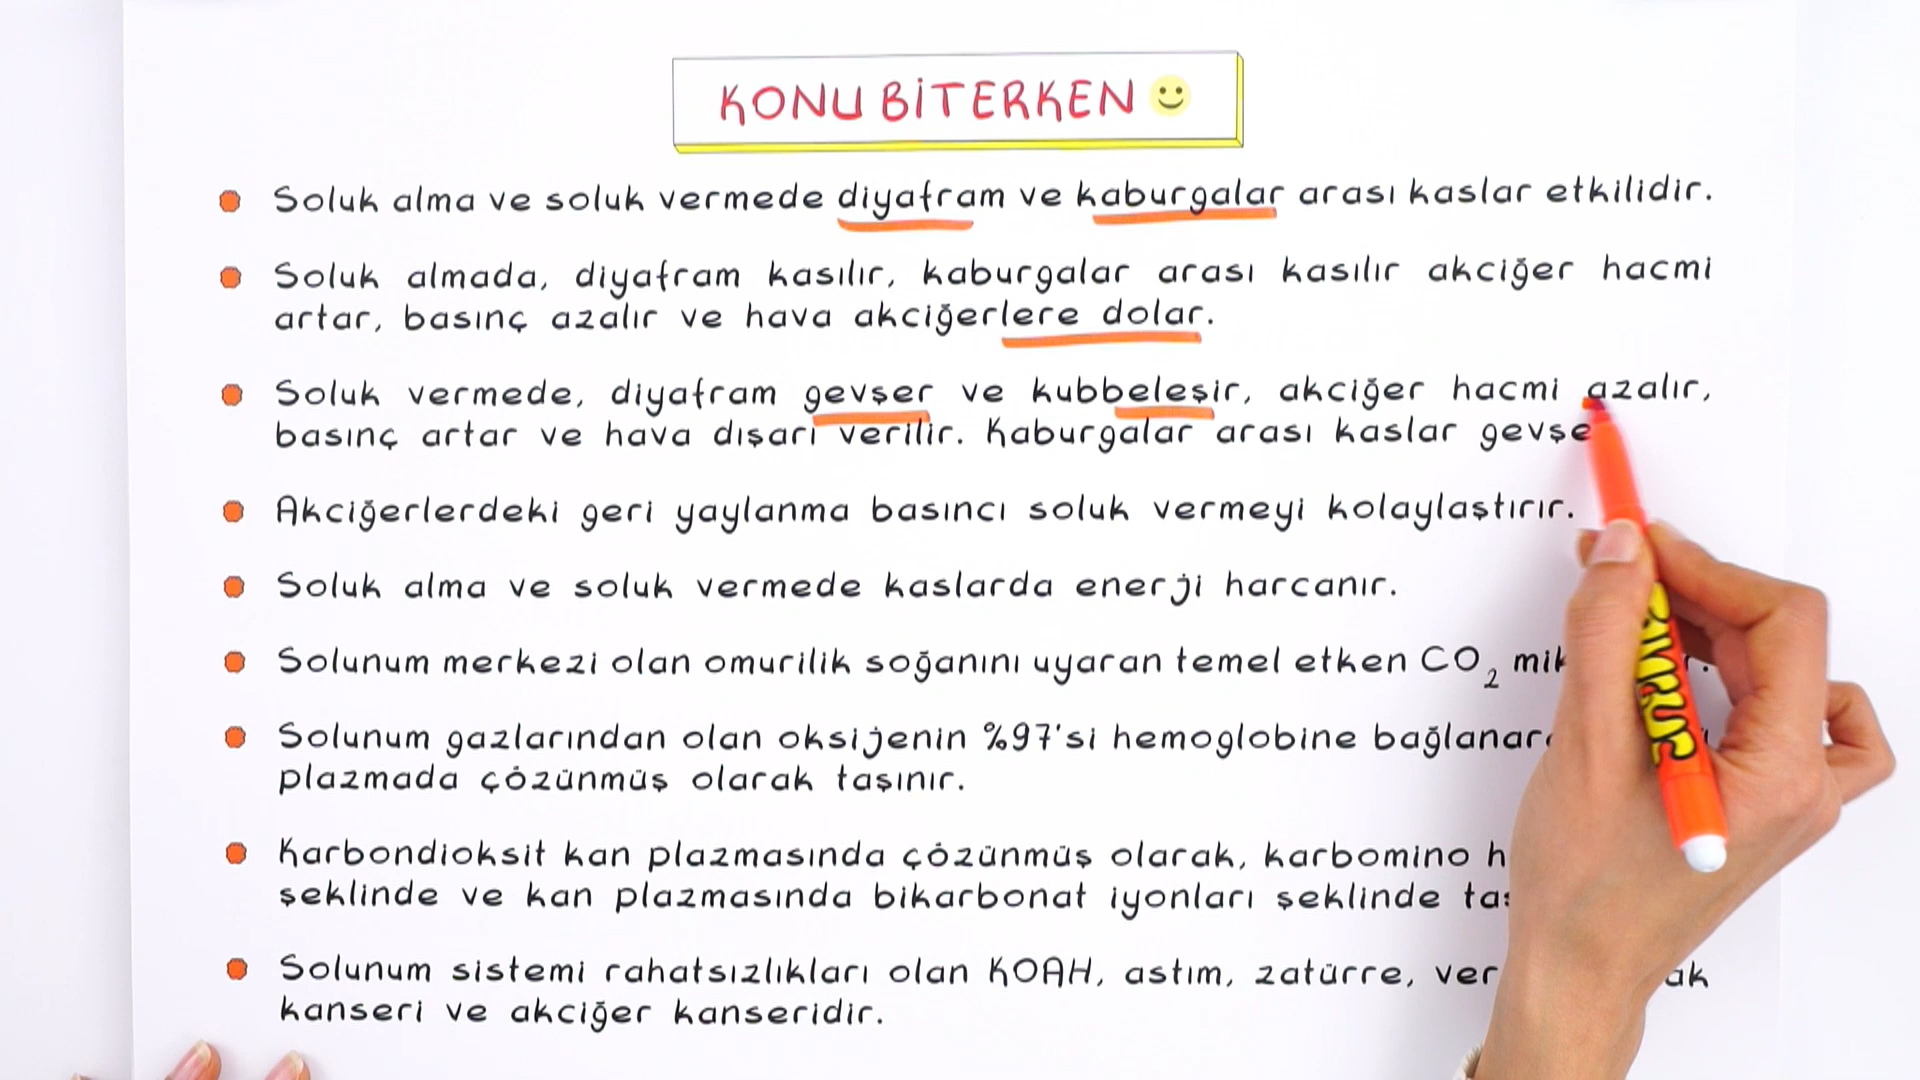 KONU BİTERKEN
Soluk alma ve soluk vermede diyafram ve kaburgalar arası kaslar etkilidir.
Soluk almada, diyafram kasılır, kaburgalar arası kasılır akciğer hacmi
artar, basınç azalır ve hava akciğerlere dolar.
Soluk vermede, diyafram gevşer ve kubbeleşir, akciğer hacmi azalır,
basınç artar ve hava dışarı verilir. Kaburgalar arası kaslar
Akciğerlerdeki geri yaylanma basıncı soluk vermeyi kolaylaştırır.
Soluk alma ve soluk vermede kaslarda enerji harcanır.
Solunum merkezi olan omurilik soğanını uyaran temel etken CO₂
Solunum gazlarından olan oksijenin %97'si hemoglobine
plazmada çözünmüş olarak taşınır.
Karbondioksit kan plazmasında çözünmüş olarak, karbomino
şeklinde ve kan plazmasında bikarbonat iyonları şeklinde
Solunum sistemi rahatsızlıkları olan KOAH, astım, zatürre,
kanseri ve akciğer kanseridir.